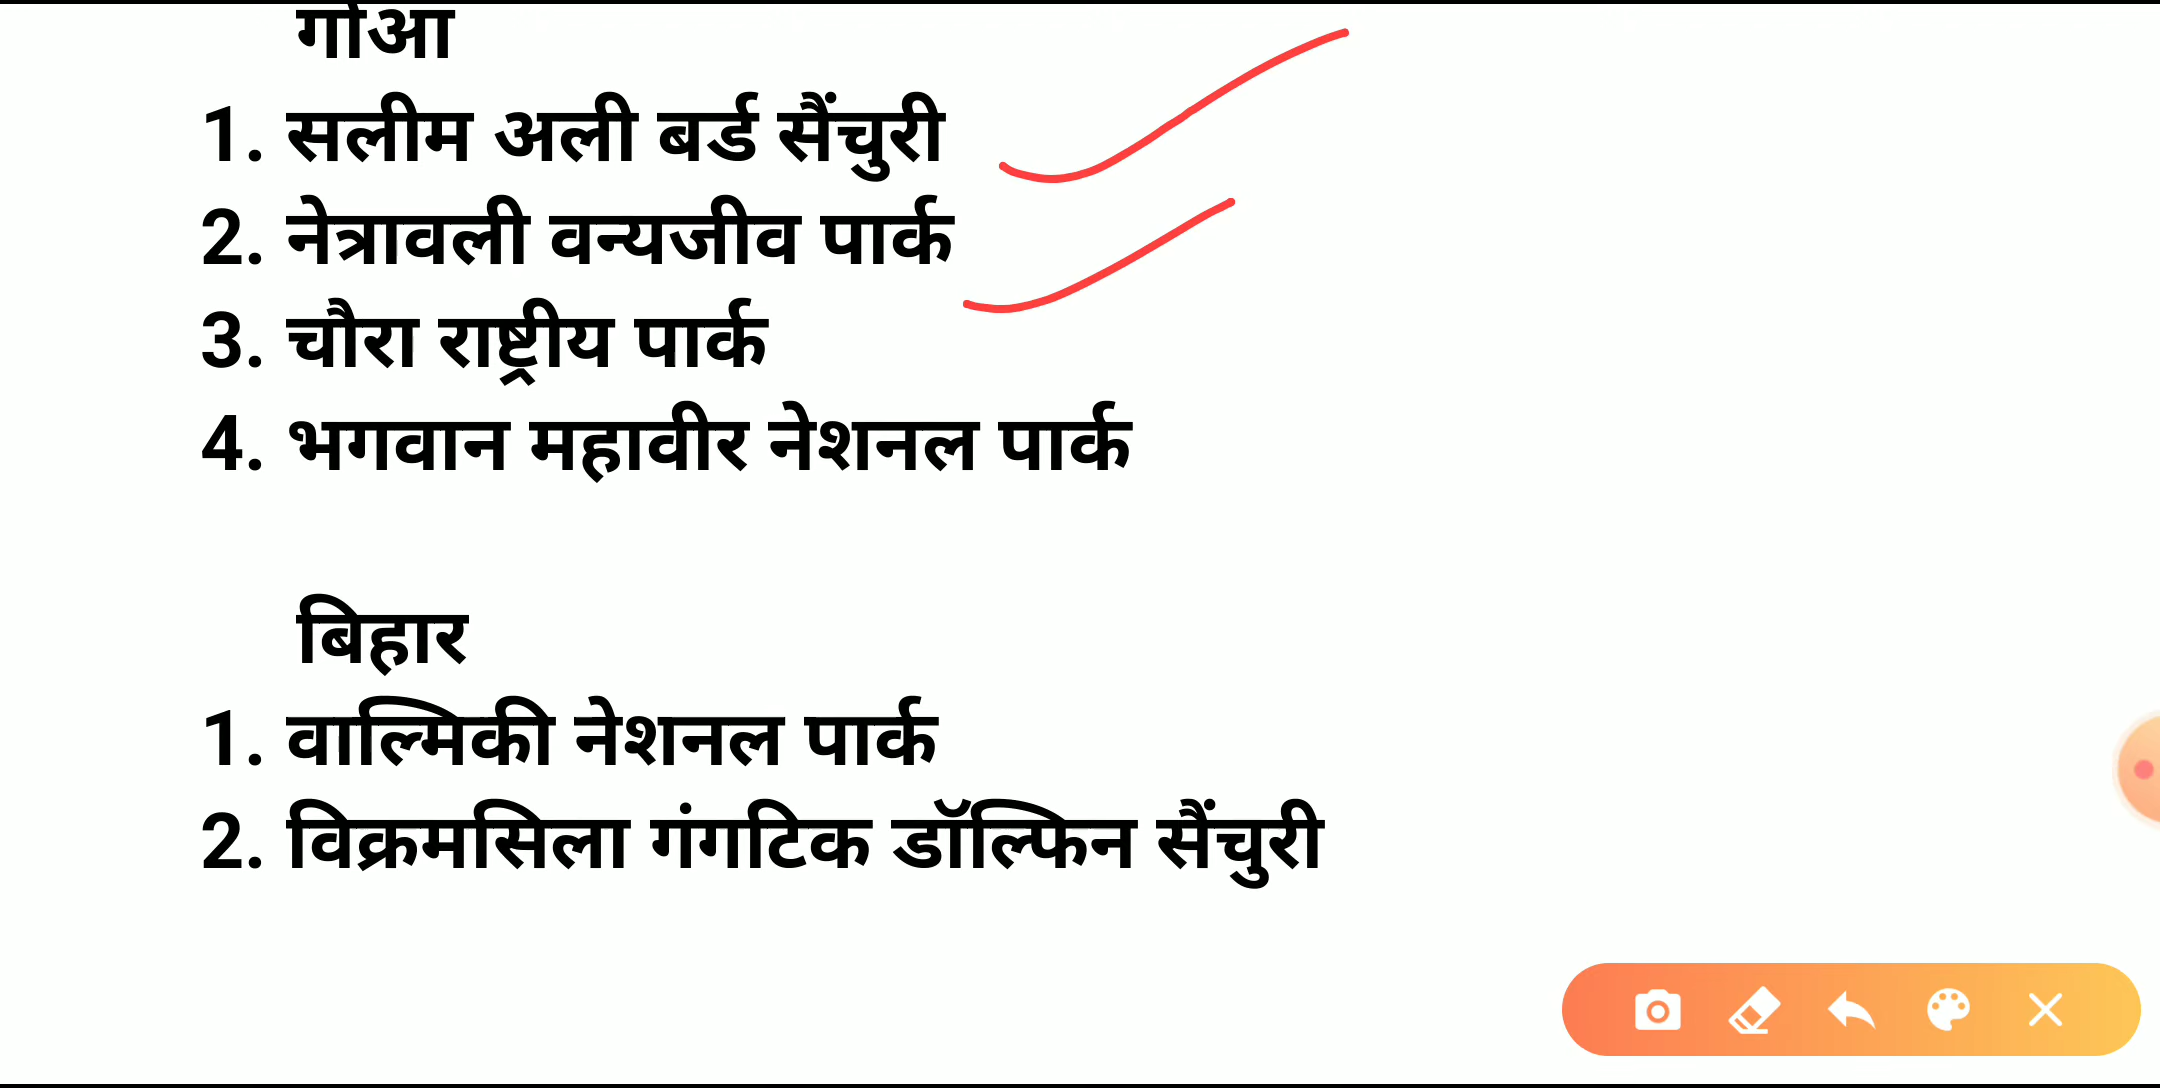 गोआ
1. सलीम अली बर्ड सैंचुरी
2. नेत्रावली वन्यजीव पार्क
3. चौरा राष्ट्रीय पार्क
4. भगवान महावीर नेशनल पार्क
बिहार
1. वाल्मिकी नेशनल पार्क
2. विक्रमसिला गंगटिक डॉल्फिन सैंचुरी